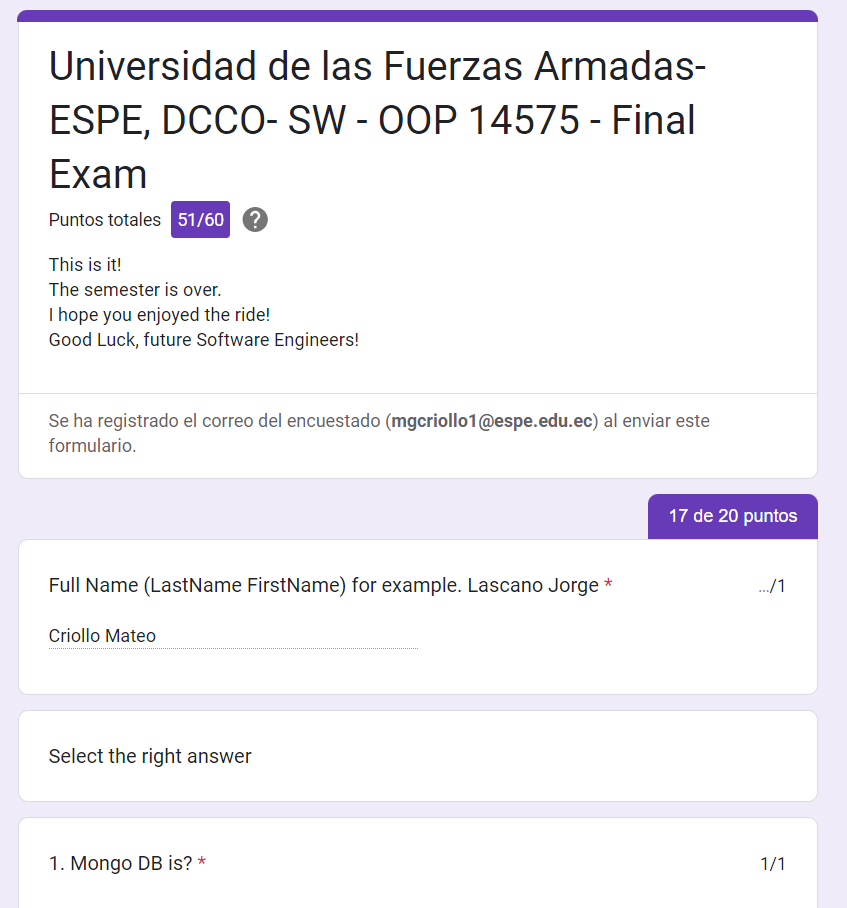 Universidad de las Fuerzas Armadas-
ESPE, DCCO- SW - OOP 14575 - Final
Exam
Puntos totales 51/60 ?
This is it!
The semester is over.
I hope you enjoyed the ride!
Good Luck, future Software Engineers!
Se ha registrado el correo del encuestado (mgcriollo1@espe.edu.ec) al enviar este
formulario.
17 de 20 puntos
Full Name (LastName FirstName) for example. Lascano Jorge * .../1
Criollo Mateo
Select the right answer
1. Mongo DB is? * 1/1